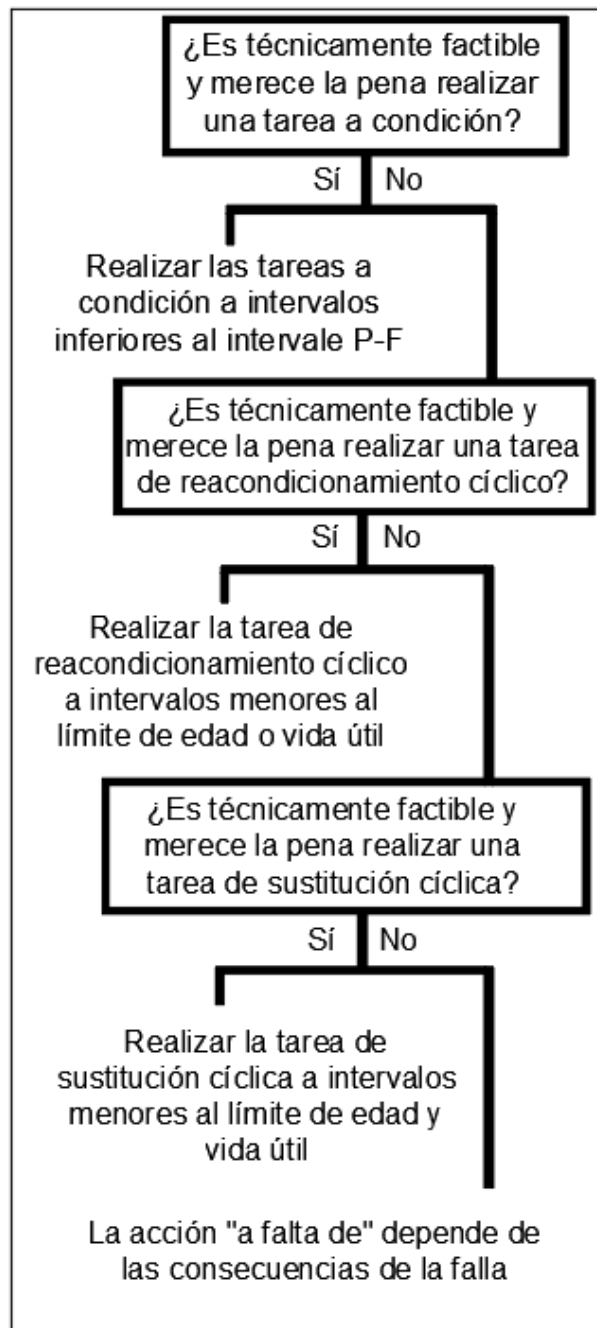 ¿Es técnicamente factible
y merece la pena realizar
una tarea a condición?
Sí No
Realizar las tareas a
condición a intervalos
inferiores al intervale P-F
¿Es técnicamente factible y
merece la pena realizar una tarea
de reacondicionamiento cíclico?
Sí No
Realizar la tarea de
reacondicionamiento cíclico
a intervalos menores al
límite de edad o vida útil
¿Es técnicamente factible y
merece la pena realizar una
tarea de sustitución cíclica?
Sí No
Realizar la tarea de
sustitución cíclica a intervalos
menores al límite de edad y
vida útil
La acción "a falta de" depende de
las consecuencias de la falla